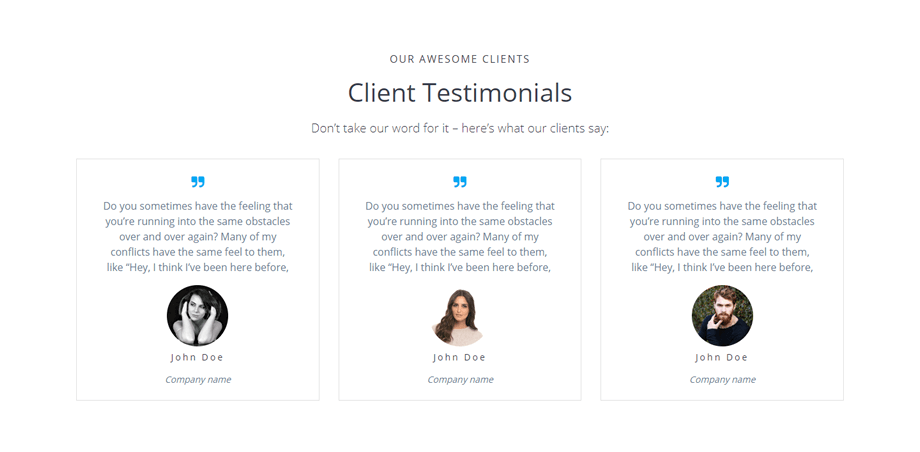 OUR AWESOME CLIENTS
Client Testimonials
Don’t take our word for it – here’s what our clients say:
Do you sometimes have the feeling that
you’re running into the same obstacles
over and over again? Many of my
conflicts have the same feel to them,
like “Hey, I think I’ve been here before,
John Doe
Company name
Do you sometimes have the feeling that
you’re running into the same obstacles
over and over again? Many of my
conflicts have the same feel to them,
like “Hey, I think I’ve been here before,
John Doe
Company name
Do you sometimes have the feeling that
you’re running into the same obstacles
over and over again? Many of my
conflicts have the same feel to them,
like “Hey, I think I’ve been here before,
John Doe
Company name